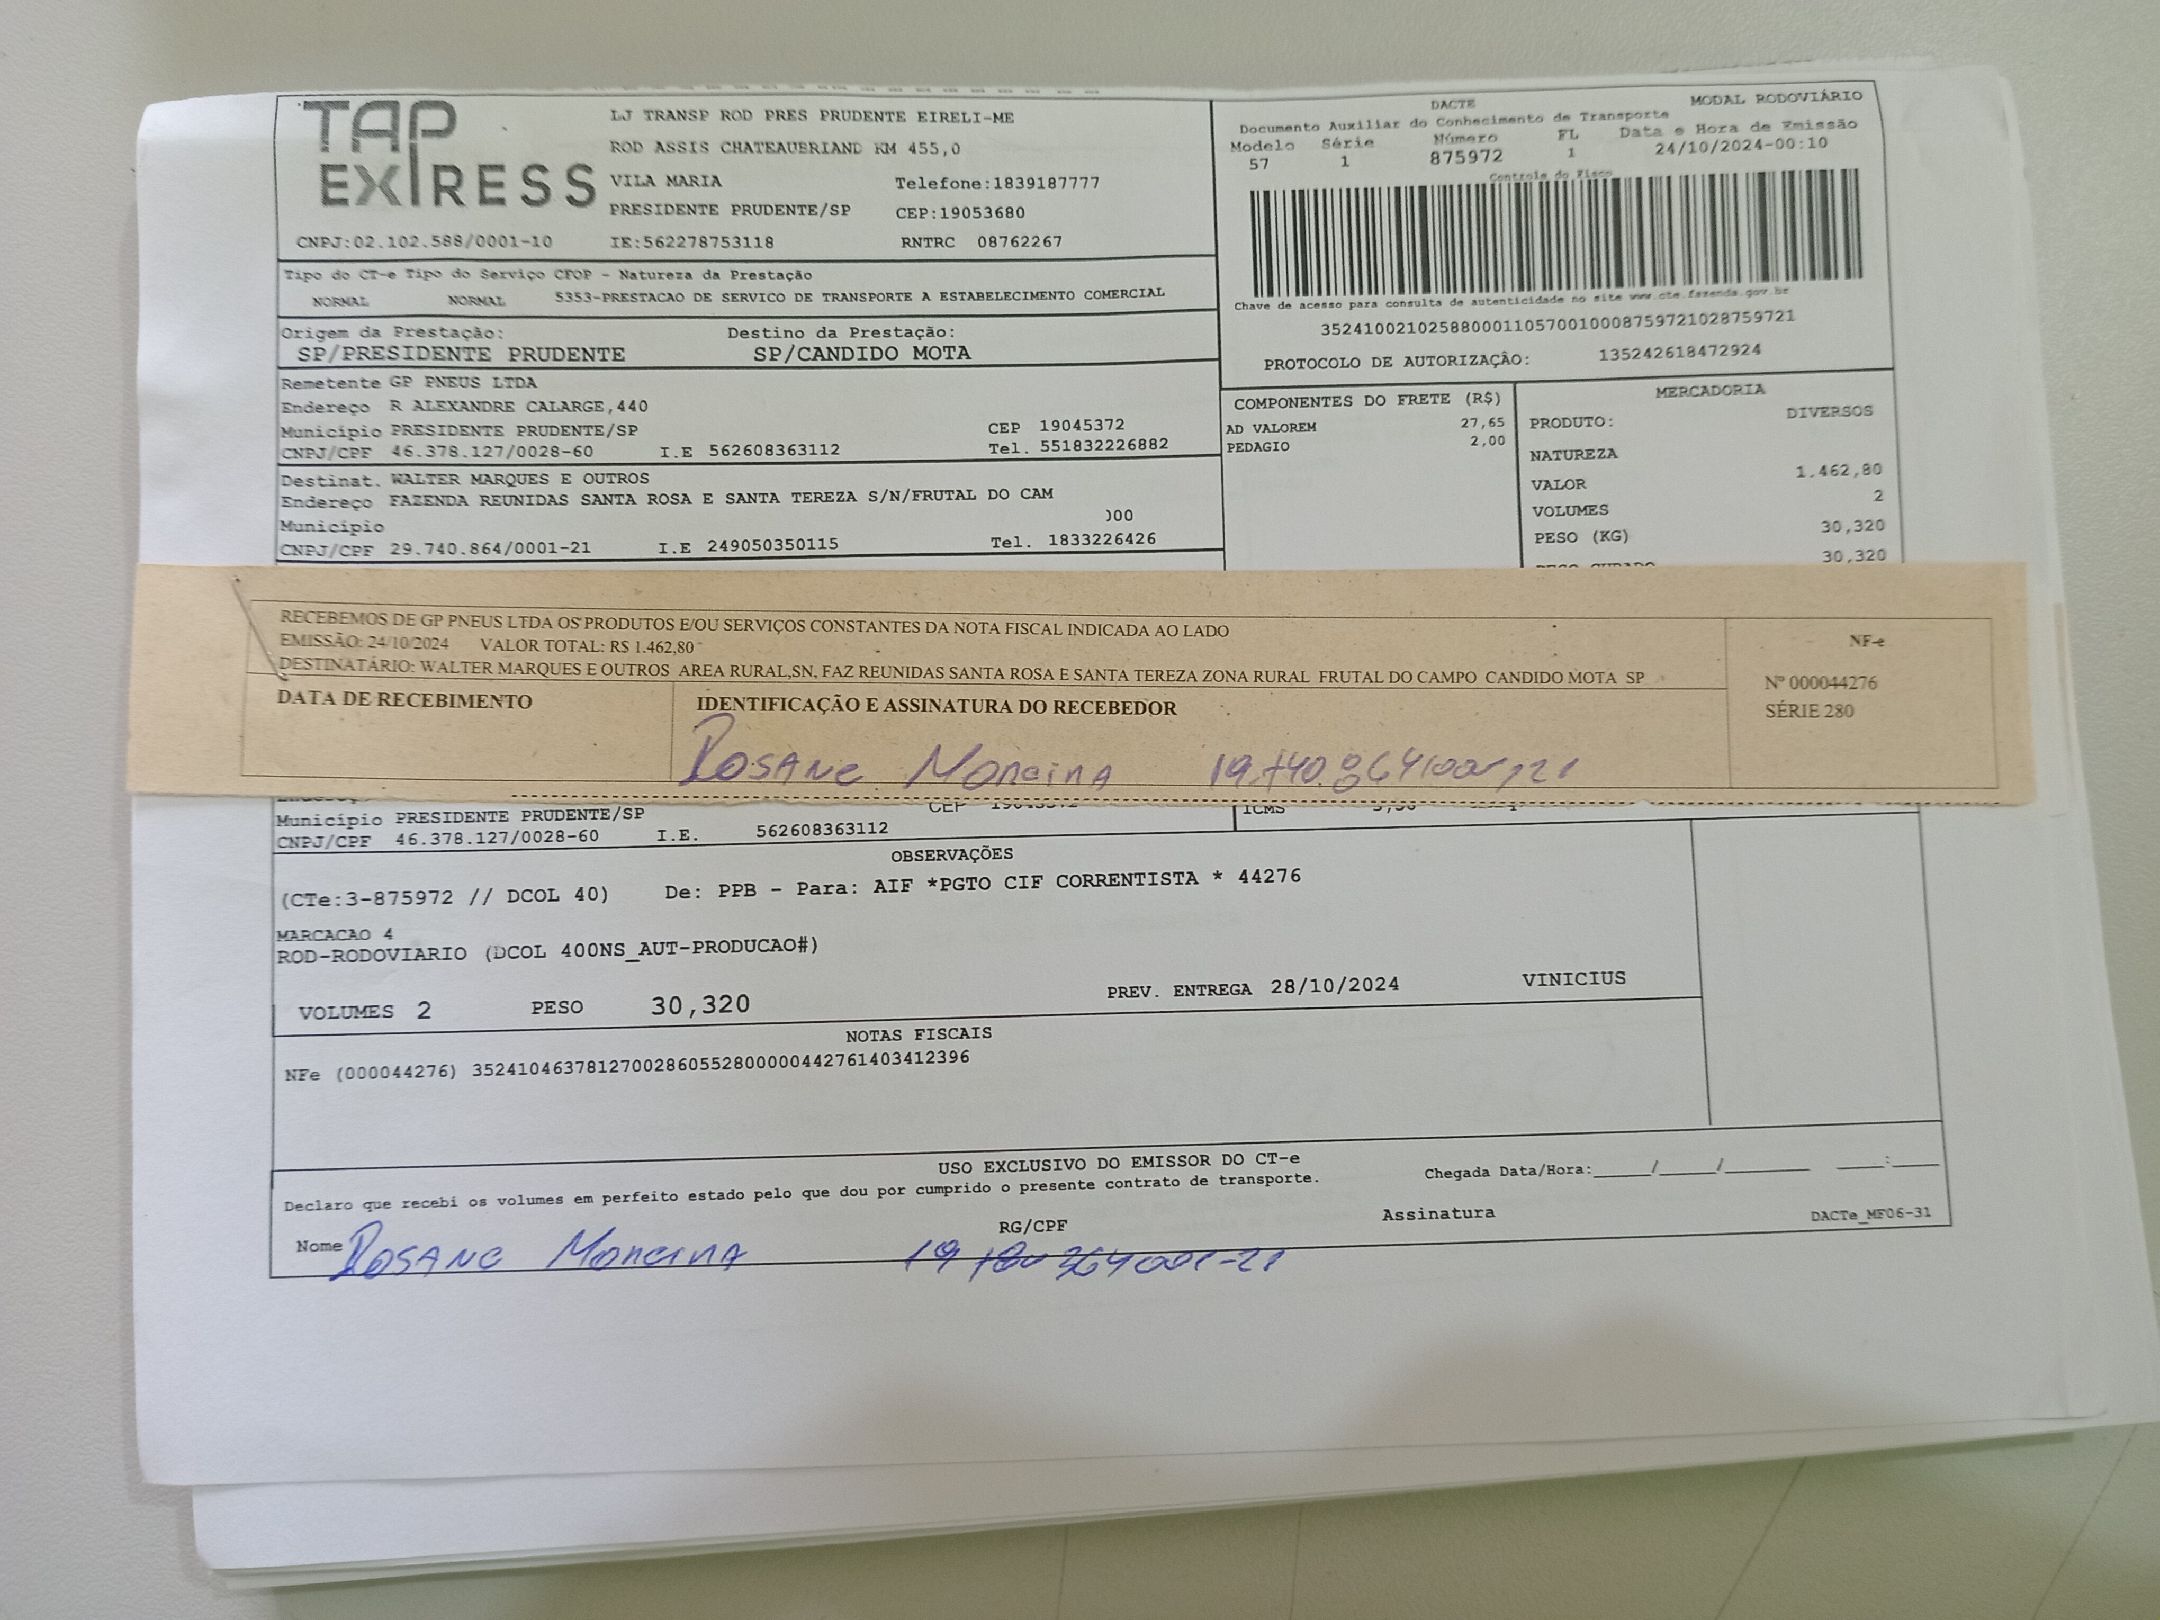 TAP EXPRESS
LJ TRANSP ROD PRES PRUDENTE EIRELI-ME
ROD ASSIS CHATEAUBRIAND KM 455,0
VILA MARIA Telefone:1839187777
PRESIDENTE PRUDENTE/SP CEP:19053680
CNPJ:02.102.588/0001-10 IE:562278753118 RNTRC 08762267
DACTE MODAL RODOVIÁRIO
Documento Auxiliar do Conhecimento de Transporte
Modelo Série Número FL Data e Hora de Emissão
57 1 875972 1 24/10/2024-00:10
Controle do Fisco
Chave de acesso para consulta de autenticidade no site www.cte.fazenda.gov.br
35241002102588000110570010008759721028759721
PROTOCOLO DE AUTORIZAÇÃO: 135242618472924
Tipo do CT-e Tipo do Serviço CFOP - Natureza da Prestação
NORMAL NORMAL 5353-PRESTACAO DE SERVICO DE TRANSPORTE A ESTABELECIMENTO COMERCIAL
Origem da Prestação: Destino da Prestação:
SP/PRESIDENTE PRUDENTE SP/CANDIDO MOTA
Remetente GP PNEUS LTDA
Endereço R ALEXANDRE CALARGE,440
Município PRESIDENTE PRUDENTE/SP CEP 19045372
CNPJ/CPF 46.378.127/0028-60 I.E 562608363112 Tel. 551832226882
Destinat. WALTER MARQUES E OUTROS
Endereço FAZENDA REUNIDAS SANTA ROSA E SANTA TEREZA S/N/FRUTAL DO CAM
Município
CNPJ/CPF 29.740.864/0001-21 I.E 249050350115 Tel. 1833226426
COMPONENTES DO FRETE (R$)
AD VALOREM 27,65
PEDAGIO 2,00
MERCADORIA
PRODUTO: DIVERSOS
NATUREZA
VALOR 1.462,80
VOLUMES 2
PESO (KG) 30,320
30,320
RECEBEMOS DE GP PNEUS LTDA OS PRODUTOS E/OU SERVIÇOS CONSTANTES DA NOTA FISCAL INDICADA AO LADO
EMISSÃO: 24/10/2024 VALOR TOTAL: R$ 1.462,80
DESTINATÁRIO: WALTER MARQUES E OUTROS AREA RURAL,SN, FAZ REUNIDAS SANTA ROSA E SANTA TEREZA ZONA RURAL FRUTAL DO CAMPO CANDIDO MOTA SP
DATA DE RECEBIMENTO IDENTIFICAÇÃO E ASSINATURA DO RECEBEDOR
Rosane Moreira
NF-e
Nº 000044276
SÉRIE 280
CEP
ICMS
Município PRESIDENTE PRUDENTE/SP
CNPJ/CPF 46.378.127/0028-60 I.E. 562608363112
OBSERVAÇÕES
(CTe:3-875972 // DCOL 40) De: PPB - Para: AIF *PGTO CIF CORRENTISTA * 44276
MARCACAO 4
ROD-RODOVIARIO (DCOL 400NS_AUT-PRODUCAO#)
VOLUMES 2 PESO 30,320 PREV. ENTREGA 28/10/2024 VINICIUS
NOTAS FISCAIS
NFe (000044276) 35241046378127002860552800000442761403412396
USO EXCLUSIVO DO EMISSOR DO CT-e
Declaro que recebi os volumes em perfeito estado pelo que dou por cumprido o presente contrato de transporte.
Chegada Data/Hora:____/____/________ ____:____
Nome Rosane Moreira RG/CPF Assinatura DACTe_MF06-31